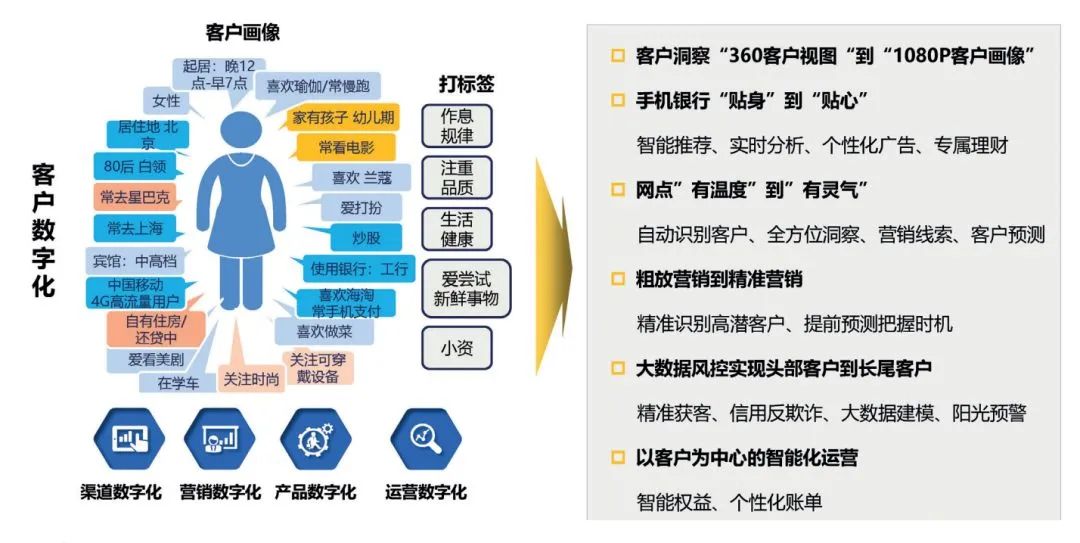 客户画像
起居：晚12
点-早7点
喜欢瑜伽/常慢跑
女性
家有孩子 幼儿期
居住地 北
京
常看电影
80后 白领
喜欢 兰蔻
常去星巴克
爱打扮
常去上海
炒股
宾馆：中高档
使用银行：工行
中国移动
4G高流量用户
喜欢海淘
常手机支付
自有住房/
还贷中
喜欢做菜
爱看美剧
关注可穿
戴设备
在学车
关注时尚
打标签
作息
规律
注重
品质
生活
健康
爱尝试
新鲜事物
小资
客户数字化
渠道数字化
营销数字化
产品数字化
运营数字化
客户洞察“360客户视图“到“1080P客户画像”
手机银行“贴身”到“贴心”
智能推荐、实时分析、个性化广告、专属理财
网点”有温度”到”有灵气”
自动识别客户、全方位洞察、营销线索、客户预测
粗放营销到精准营销
精准识别高潜客户、提前预测把握时机
大数据风控实现头部客户到长尾客户
精准获客、信用反欺诈、大数据建模、阳光预警
以客户为中心的智能化运营
智能权益、个性化账单